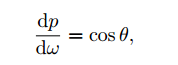 dp/dω = cos θ,